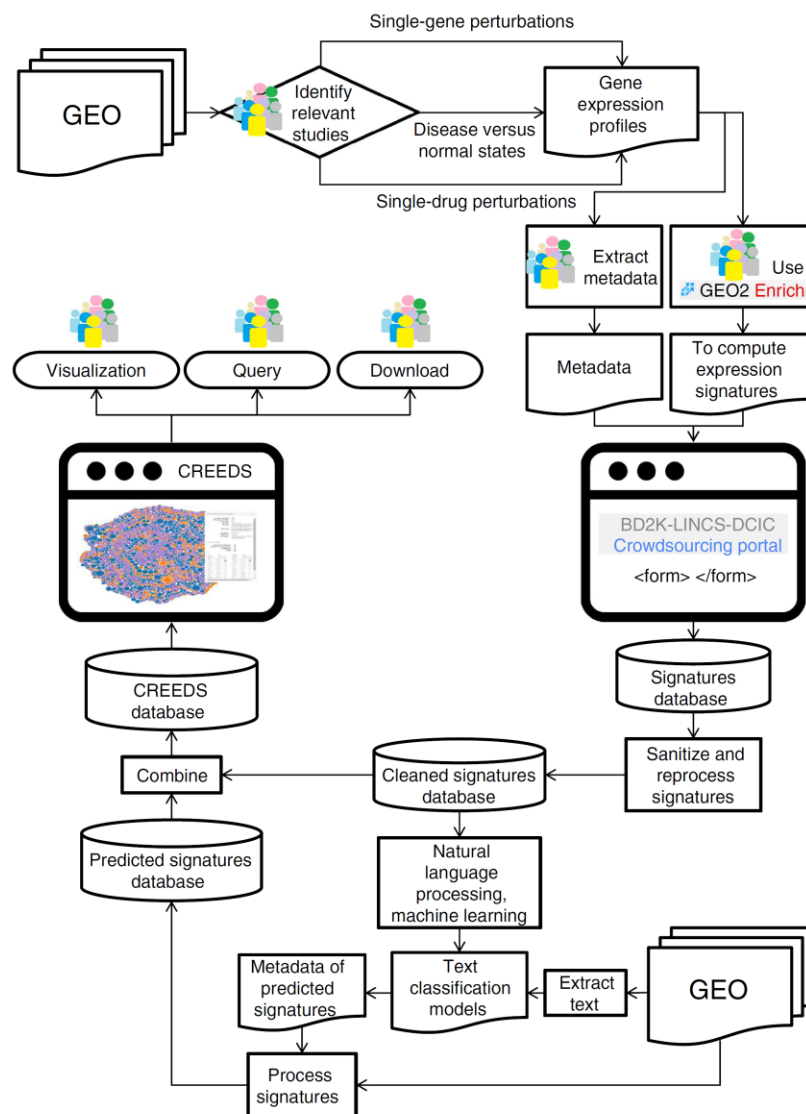 Single-gene perturbations
GEO
Identify
relevant
studies
Gene
expression
profiles
Disease versus
normal states
Single-drug perturbations
Extract
metadata
Use
GEO2 Enrich
Visualization
Query
Download
Metadata
To compute
expression
signatures
CREEDS
BD2K-LINCS-DCIC
Crowdsourcing portal
<form> </form>
CREEDS
database
Signatures
database
Combine
Cleaned signatures
database
Sanitize and
reprocess
signatures
Predicted signatures
database
Natural
language
processing,
machine learning
Metadata of
predicted
signatures
Text
classification
models
Extract
text
GEO
Process
signatures